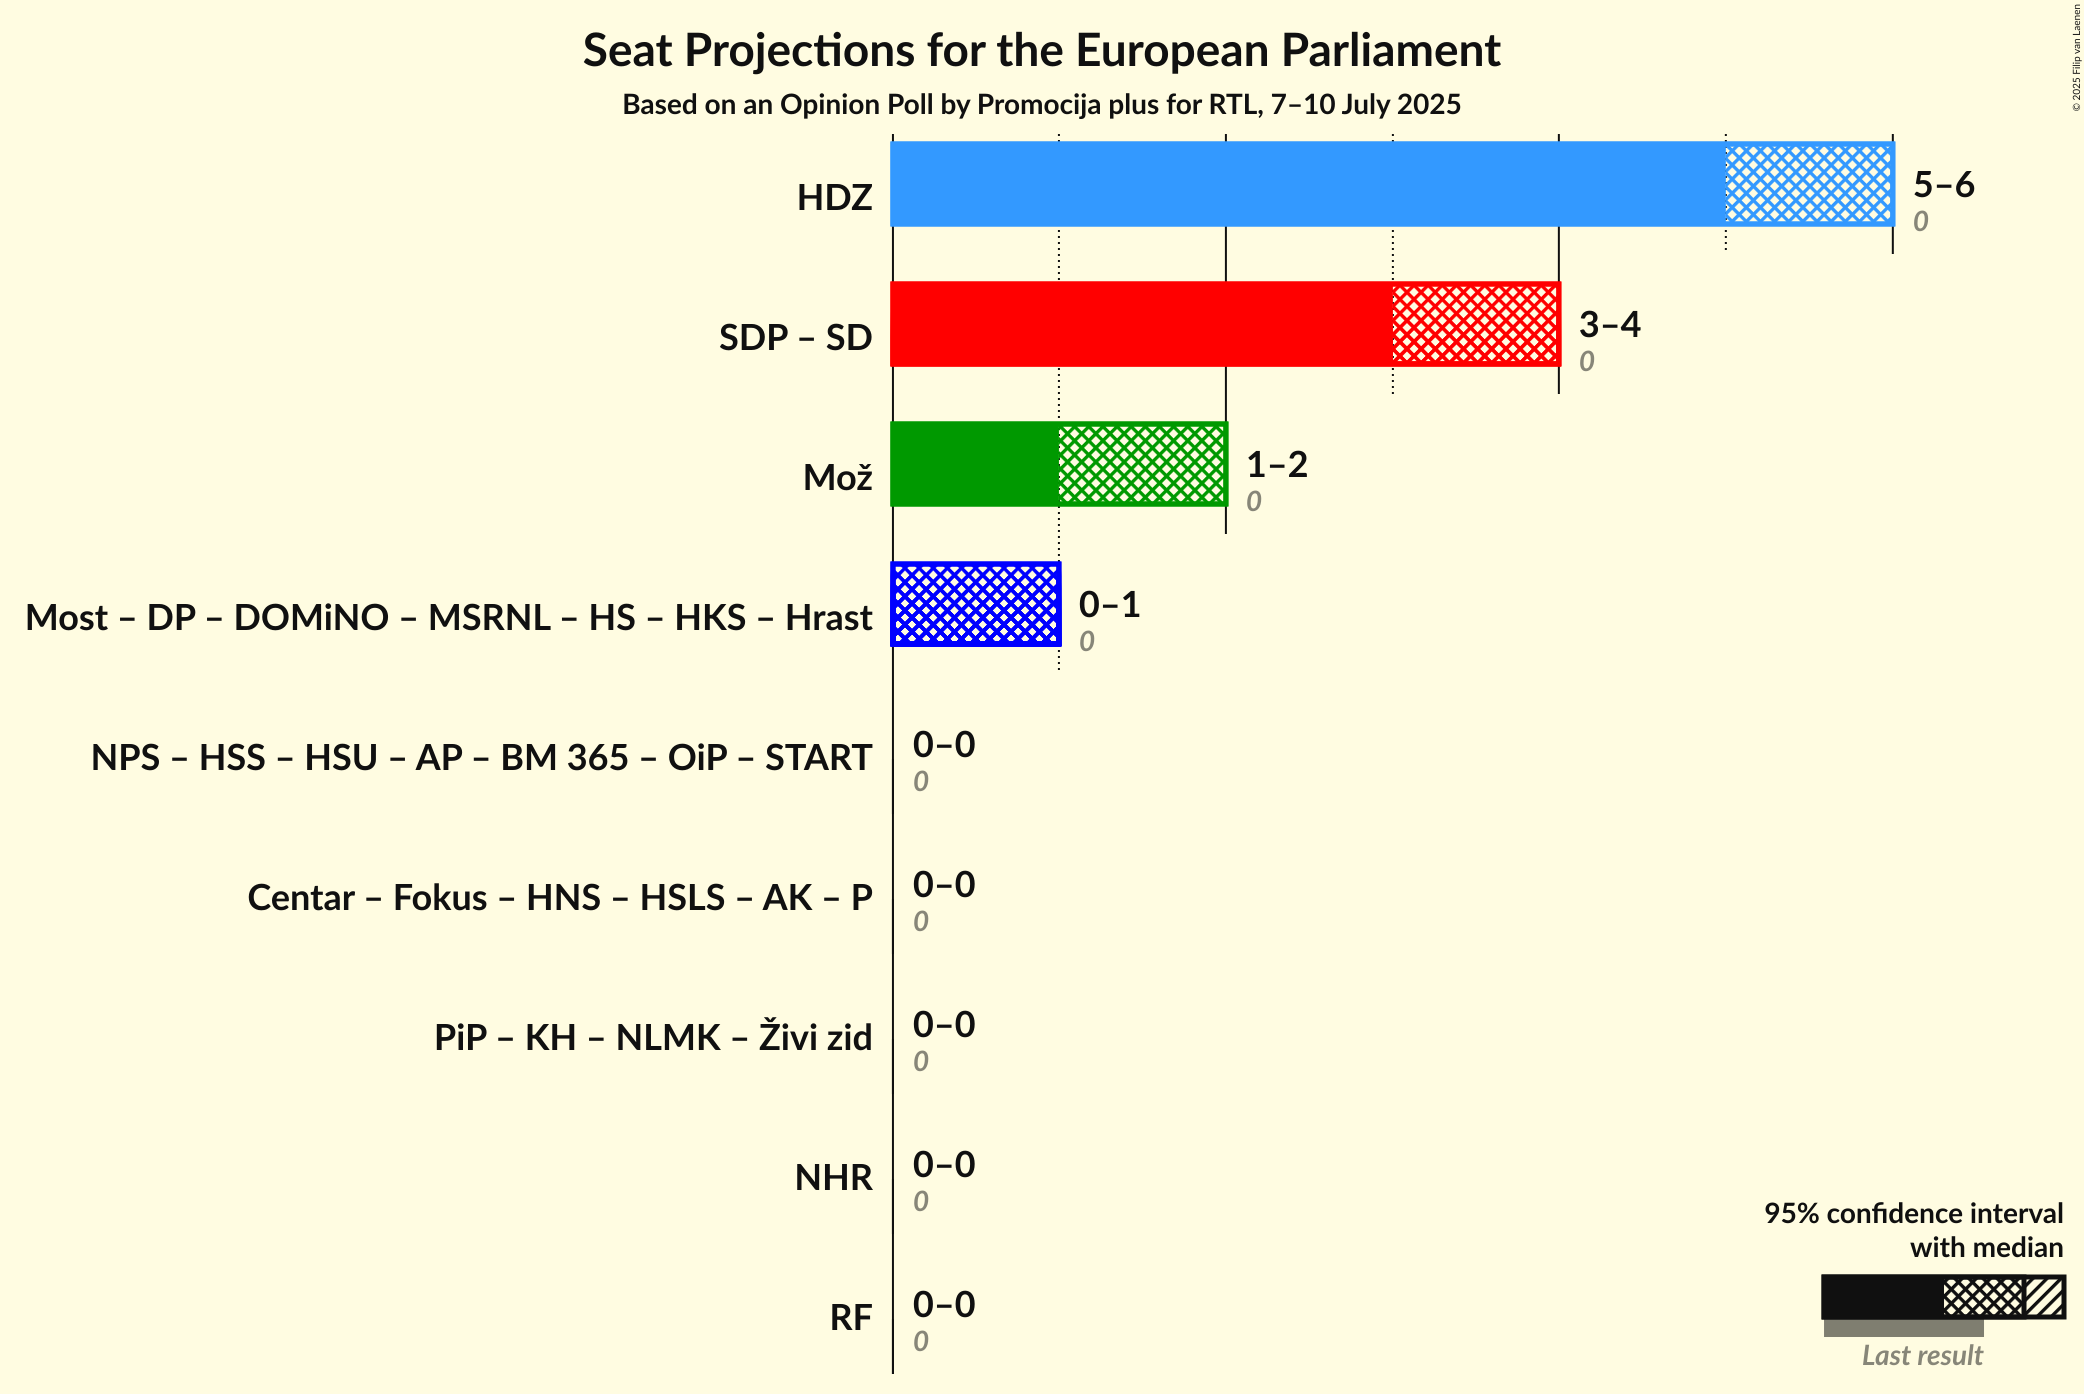 Seat Projections for the European Parliament
Based on an Opinion Poll by Promocija plus for RTL, 7–10 July 2025
© 2025 Filip van Laenen
HDZ
5–6
0
SDP – SD
3–4
0
Mož
1–2
0
Most – DP – DOMiNO – MSRNL – HS – HKS – Hrast
0–1
0
NPS – HSS – HSU – AP – BM 365 – OiP – START
0–0
0
Centar – Fokus – HNS – HSLS – AK – P
0–0
0
PiP – KH – NLMK – Živi zid
0–0
0
NHR
0–0
0
RF
0–0
0
95% confidence interval
with median
Last result